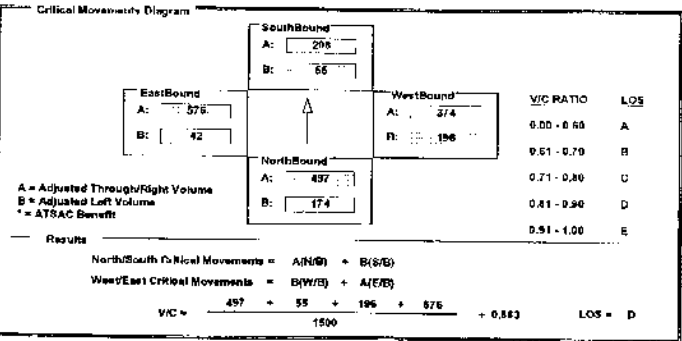 Critical Movements Diagram
SouthBound
A: 208
B: 55
EastBound
A: 576
B: 42
WestBound
A: 374
B: 196
NorthBound
A: 497
B: 174
V/C RATIO LOS
0.00 - 0.60 A
0.61 - 0.70 B
0.71 - 0.80 C
0.81 - 0.90 D
0.91 - 1.00 E
A = Adjusted Through/Right Volume
B = Adjusted Left Volume
* = ATSAC Benefit
Results
North/South Critical Movements = A(N/B) + B(S/B)
West/East Critical Movements = B(W/B) + A(E/B)
V/C = 497 + 55 + 196 + 576
1500
LOS = D